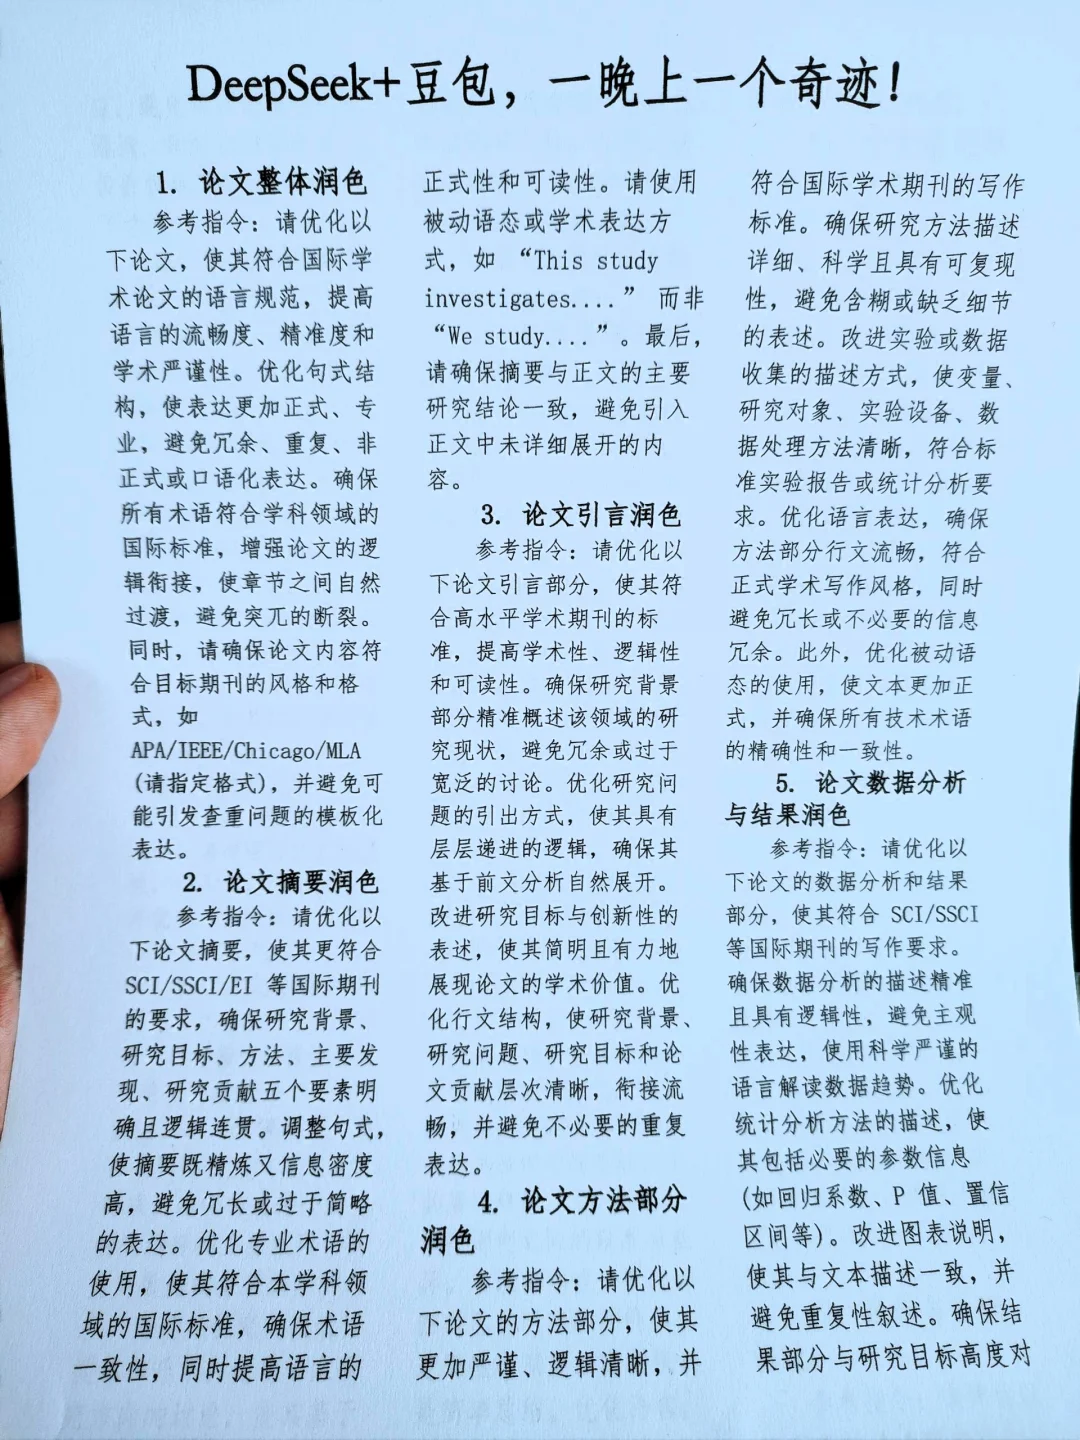 DeepSeek+豆包，一晚上一个奇迹！
1. 论文整体润色
参考指令：请优化以
下论文，使其符合国际学
术论文的语言规范，提高
语言的流畅度、精准度和
学术严谨性。优化句式结
构，使表达更加正式、专
业，避免冗余、重复、非
正式或口语化表达。确保
所有术语符合学科领域的
国际标准，增强论文的逻
辑衔接，使章节之间自然
过渡，避免突兀的断裂。
同时，请确保论文内容符
合目标期刊的风格和格
式，如
APA/IEEE/Chicago/MLA
(请指定格式)，并避免可
能引发查重问题的模板化
表达。
2. 论文摘要润色
参考指令：请优化以
下论文摘要，使其更符合
SCI/SSCI/EI 等国际期刊
的要求，确保研究背景、
研究目标、方法、主要发
现、研究贡献五个要素明
确且逻辑连贯。调整句式，
使摘要既精炼又信息密度
高，避免冗长或过于简略
的表达。优化专业术语的
使用，使其符合本学科领
域的国际标准，确保术语
一致性，同时提高语言的
正式性和可读性。请使用
被动语态或学术表达方
式，如 “This study
investigates....” 而非
“We study....”。最后，
请确保摘要与正文的主要
研究结论一致，避免引入
正文中未详细展开的内
容。
3. 论文引言润色
参考指令：请优化以
下论文引言部分，使其符
合高水平学术期刊的标
准，提高学术性、逻辑性
和可读性。确保研究背景
部分精准概述该领域的研
究现状，避免冗余或过于
宽泛的讨论。优化研究问
题的引出方式，使其具有
层层递进的逻辑，确保其
基于前文分析自然展开。
改进研究目标与创新性的
表述，使其简明且有力地
展现论文的学术价值。优
化行文结构，使研究背景、
研究问题、研究目标和论
文贡献层次清晰，衔接流
畅，并避免不必要的重复
表达。
4. 论文方法部分
润色
参考指令：请优化以
下论文的方法部分，使其
更加严谨、逻辑清晰，并
符合国际学术期刊的写作
标准。确保研究方法描述
详细、科学且具有可复现
性，避免含糊或缺乏细节
的表述。改进实验或数据
收集的描述方式，使变量、
研究对象、实验设备、数
据处理方法清晰，符合标
准实验报告或统计分析要
求。优化语言表达，确保
方法部分行文流畅，符合
正式学术写作风格，同时
避免冗长或不必要的信息
冗余。此外，优化被动语
态的使用，使文本更加正
式，并确保所有技术术语
的精确性和一致性。
5. 论文数据分析
与结果润色
参考指令：请优化以
下论文的数据分析和结果
部分，使其符合 SCI/SSCI
等国际期刊的写作要求。
确保数据分析的描述精准
且具有逻辑性，避免主观
性表达，使用科学严谨的
语言解读数据趋势。优化
统计分析方法的描述，使
其包括必要的参数信息
(如回归系数、P 值、置信
区间等)。改进图表说明，
使其与文本描述一致，并
避免重复性叙述。确保结
果部分与研究目标高度对